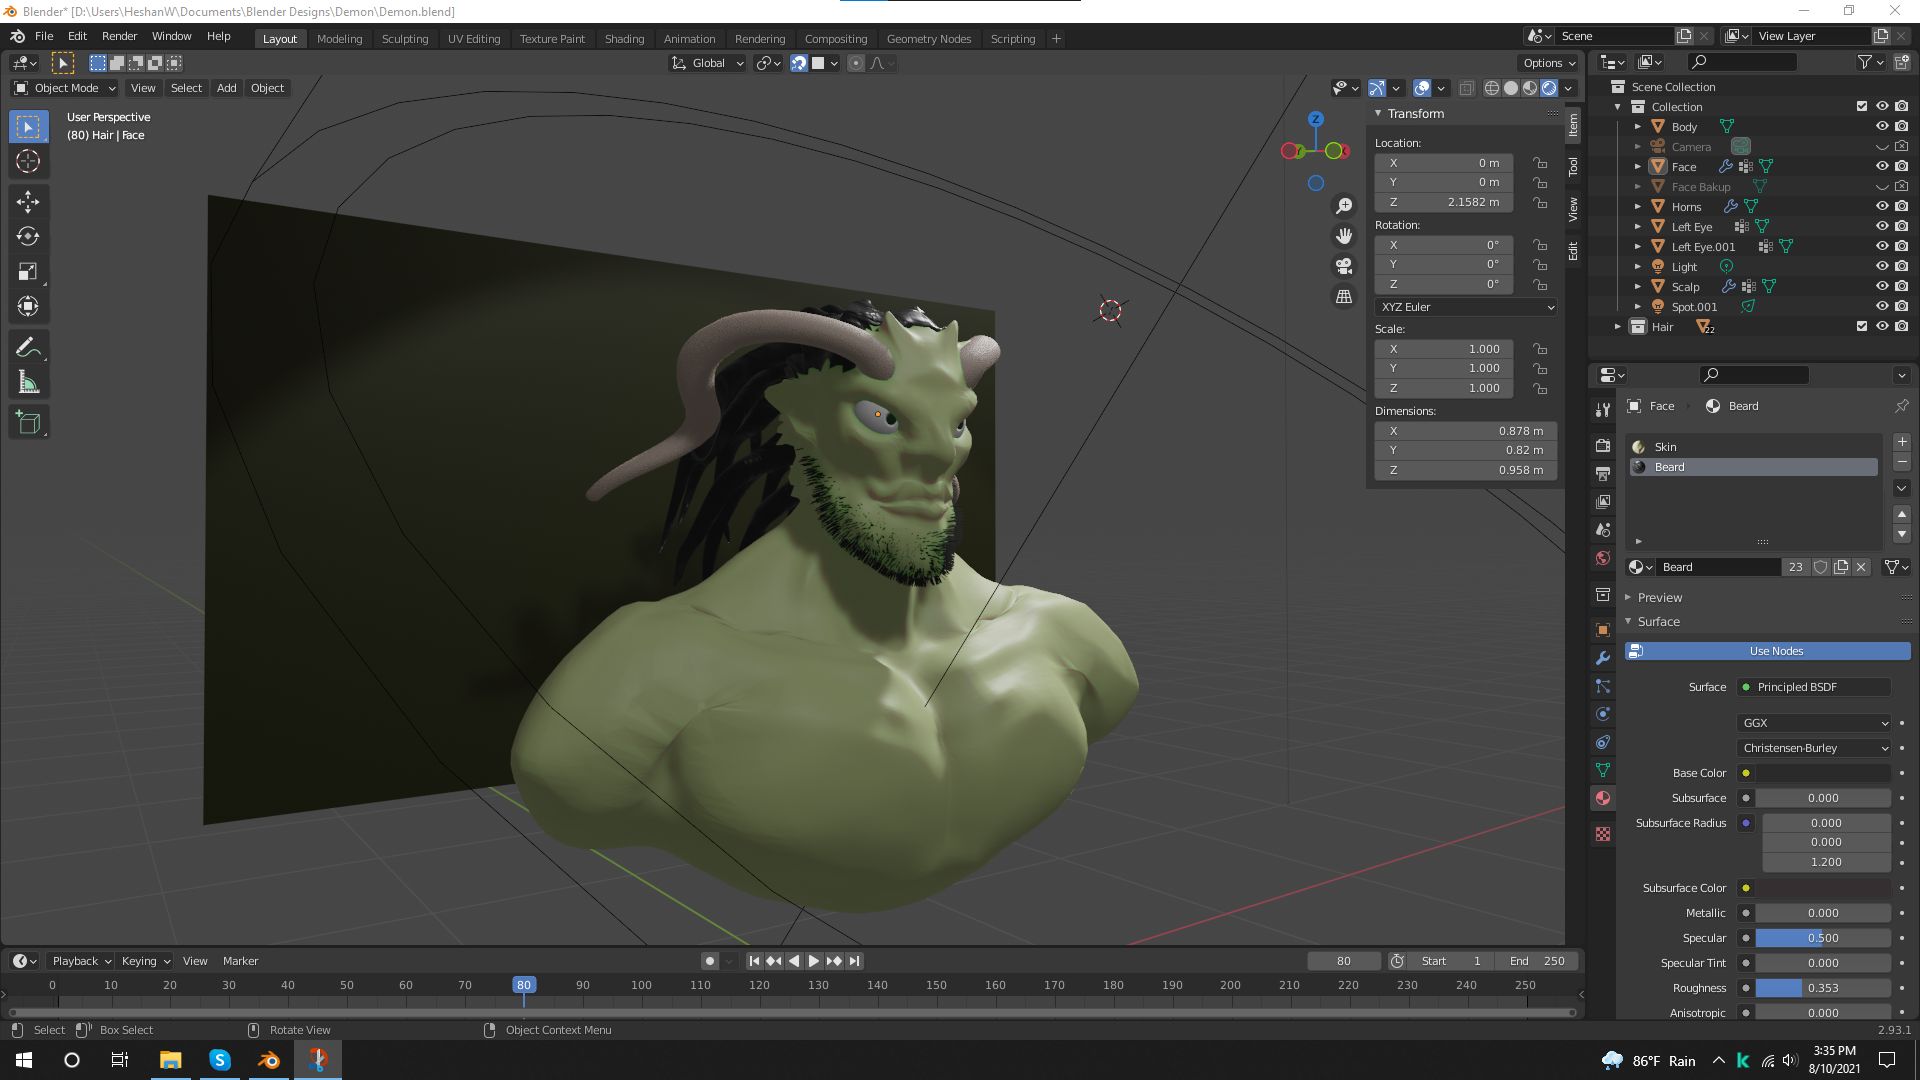 Blender* [D:\Users\HeshanW\Documents\Blender Designs\Demon\Demon.blend]
File Edit Render Window Help Layout Modeling Sculpting UV Editing Texture Paint Shading Animation Rendering Compositing Geometry Nodes Scripting + Scene View Layer
Global Options
Object Mode View Select Add Object
User Perspective
(80) Hair | Face
Z
Y
Transform
Location:
X 0 m
Y 0 m
Z 2.1582 m
Rotation:
X 0°
Y 0°
Z 0°
XYZ Euler
Scale:
X 1.000
Y 1.000
Z 1.000
Dimensions:
X 0.878 m
Y 0.82 m
Z 0.958 m
Item
Tool
View
Edit
Scene Collection
Collection
Body
Camera
Face
Face Bakup
Horns
Left Eye
Left Eye.001
Light
Scalp
Spot.001
Hair 22
Face Beard
Skin
Beard
Beard 23
Preview
Surface
Use Nodes
Surface Principled BSDF
GGX
Christensen-Burley
Base Color
Subsurface 0.000
Subsurface Radius 0.000
0.000
1.200
Subsurface Color
Metallic 0.000
Specular 0.500
Specular Tint 0.000
Roughness 0.353
Anisotropic 0.000
Playback Keying View Marker 80 Start 1 End 250
0 10 20 30 40 50 60 70 80 90 100 110 120 130 140 150 160 170 180 190 200 210 220 230 240 250
Select Box Select Rotate View Object Context Menu 2.93.1
86°F Rain
3:35 PM
8/10/2021